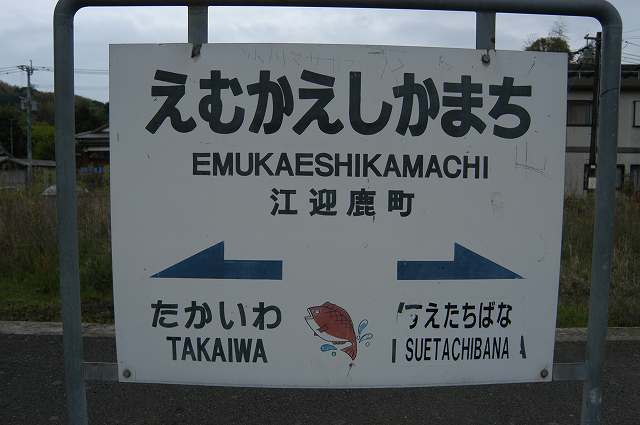 えむかえしかまち
EMUKAESHIKAMACHI
江迎鹿町
たかいわ
TAKAIWA
すえたちばな
SUETACHIBANA